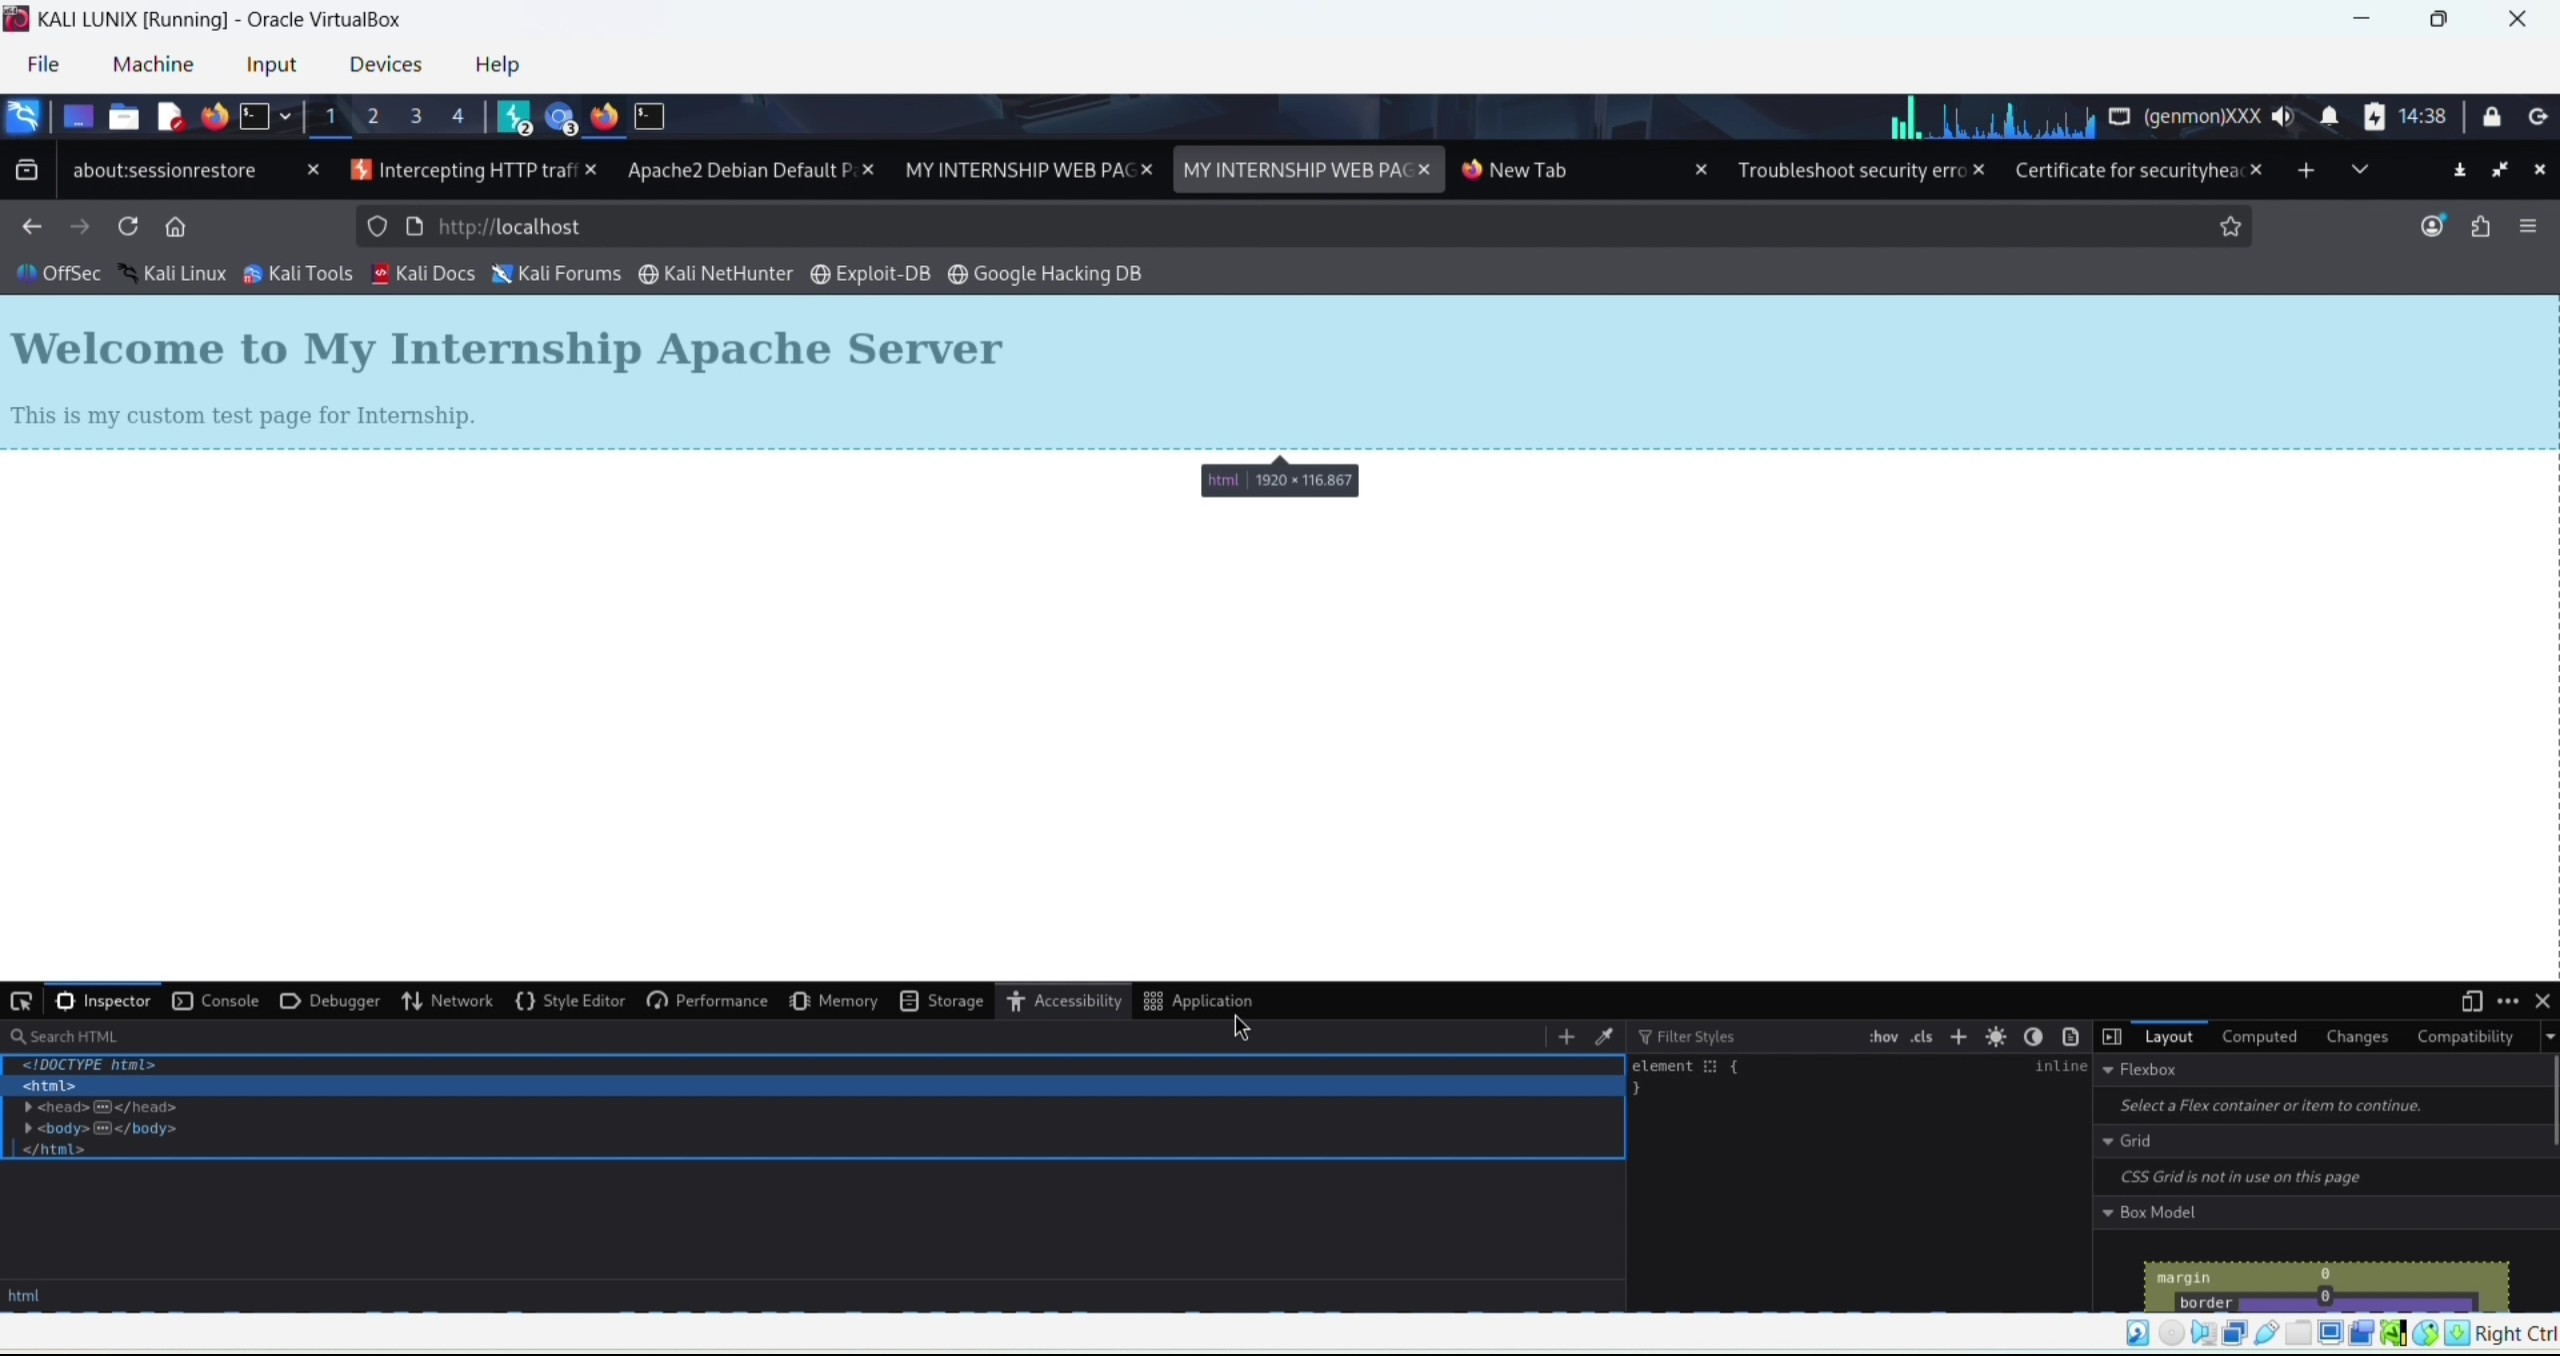 KALI LUNIX [Running] - Oracle VirtualBox
File Machine Input Devices Help
1 2 3 4 2 3 (genmon)XXX 14:38
about:sessionrestore Intercepting HTTP traff Apache2 Debian Default Pa MY INTERNSHIP WEB PAG MY INTERNSHIP WEB PAG New Tab Troubleshoot security erro Certificate for securityhead
http://localhost
OffSec Kali Linux Kali Tools Kali Docs Kali Forums Kali NetHunter Exploit-DB Google Hacking DB
Welcome to My Internship Apache Server
This is my custom test page for Internship.
html 1920 × 116.867
Inspector Console Debugger Network Style Editor Performance Memory Storage Accessibility Application
Search HTML Filter Styles :hov .cls Layout Computed Changes Compatibility
<!DOCTYPE html>
<html>
<head> </head>
<body> </body>
</html>
element { inline
}
Flexbox
Select a Flex container or item to continue.
Grid
CSS Grid is not in use on this page
Box Model
margin 0
border 0
html
Right Ctrl